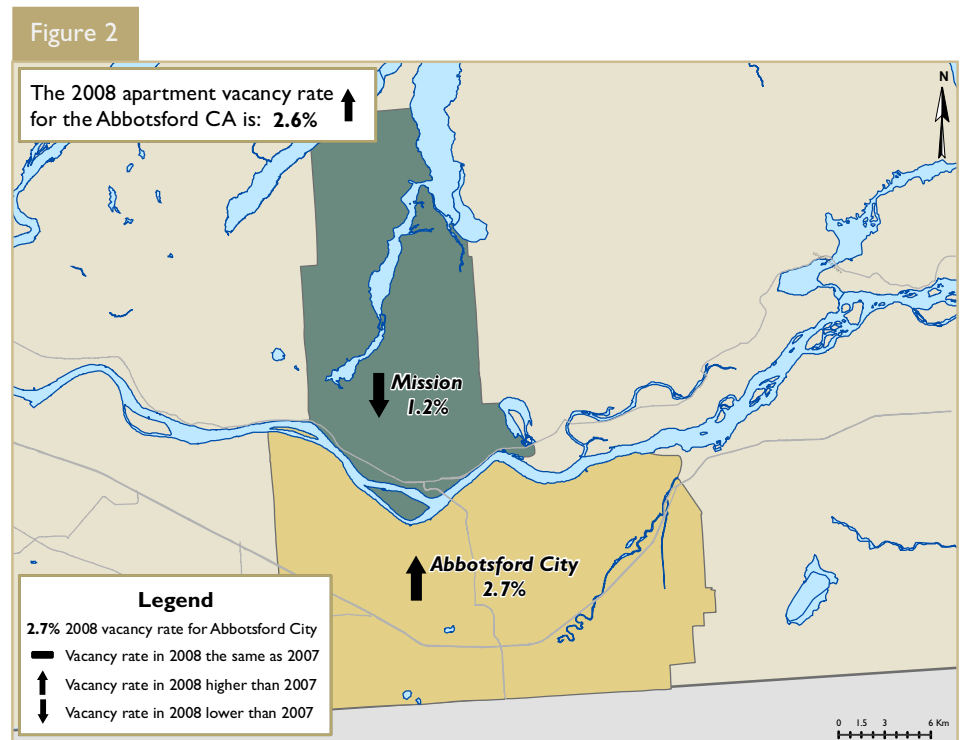 Figure 2
The 2008 apartment vacancy rate
for the Abbotsford CA is: 2.6%
N
Mission
1.2%
Abbotsford City
2.7%
Legend
2.7% 2008 vacancy rate for Abbotsford City
Vacancy rate in 2008 the same as 2007
Vacancy rate in 2008 higher than 2007
Vacancy rate in 2008 lower than 2007
0 1.5 3 6 Km